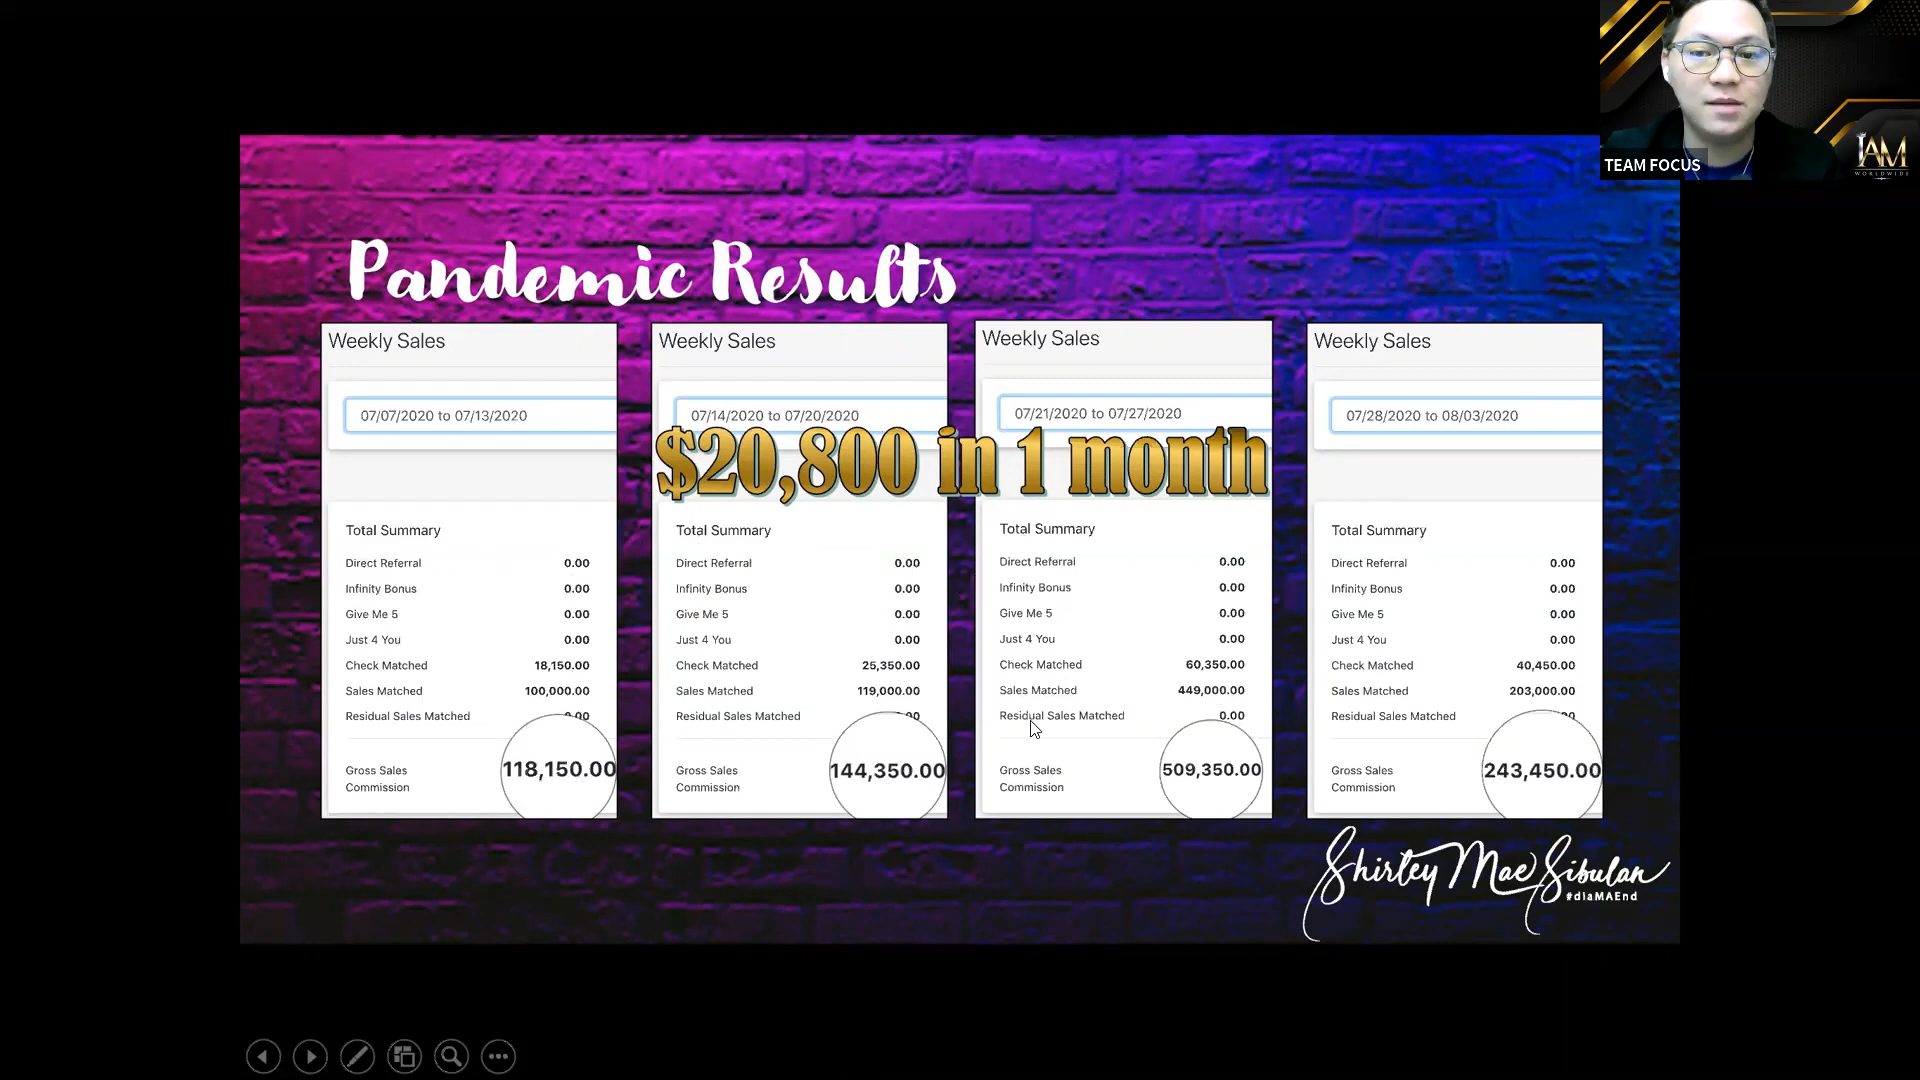 IAM
WORLDWIDE
TEAM FOCUS
Pandemic Results
Weekly Sales
07/07/2020 to 07/13/2020
Total Summary
Direct Referral 0.00
Infinity Bonus 0.00
Give Me 5 0.00
Just 4 You 0.00
Check Matched 18,150.00
Sales Matched 100,000.00
Residual Sales Matched 0.00
Gross Sales 118,150.00
Commission
Weekly Sales
07/14/2020 to 07/20/2020
$20,800 in 1 month
Total Summary
Direct Referral 0.00
Infinity Bonus 0.00
Give Me 5 0.00
Just 4 You 0.00
Check Matched 25,350.00
Sales Matched 119,000.00
Residual Sales Matched 0.00
Gross Sales 144,350.00
Commission
Weekly Sales
07/21/2020 to 07/27/2020
Total Summary
Direct Referral 0.00
Infinity Bonus 0.00
Give Me 5 0.00
Just 4 You 0.00
Check Matched 60,350.00
Sales Matched 449,000.00
Residual Sales Matched 0.00
Gross Sales 509,350.00
Commission
Weekly Sales
07/28/2020 to 08/03/2020
Total Summary
Direct Referral 0.00
Infinity Bonus 0.00
Give Me 5 0.00
Just 4 You 0.00
Check Matched 40,450.00
Sales Matched 203,000.00
Residual Sales Matched
Gross Sales 243,450.00
Commission
Shirley Mae Sibulan
#diaMAEnd